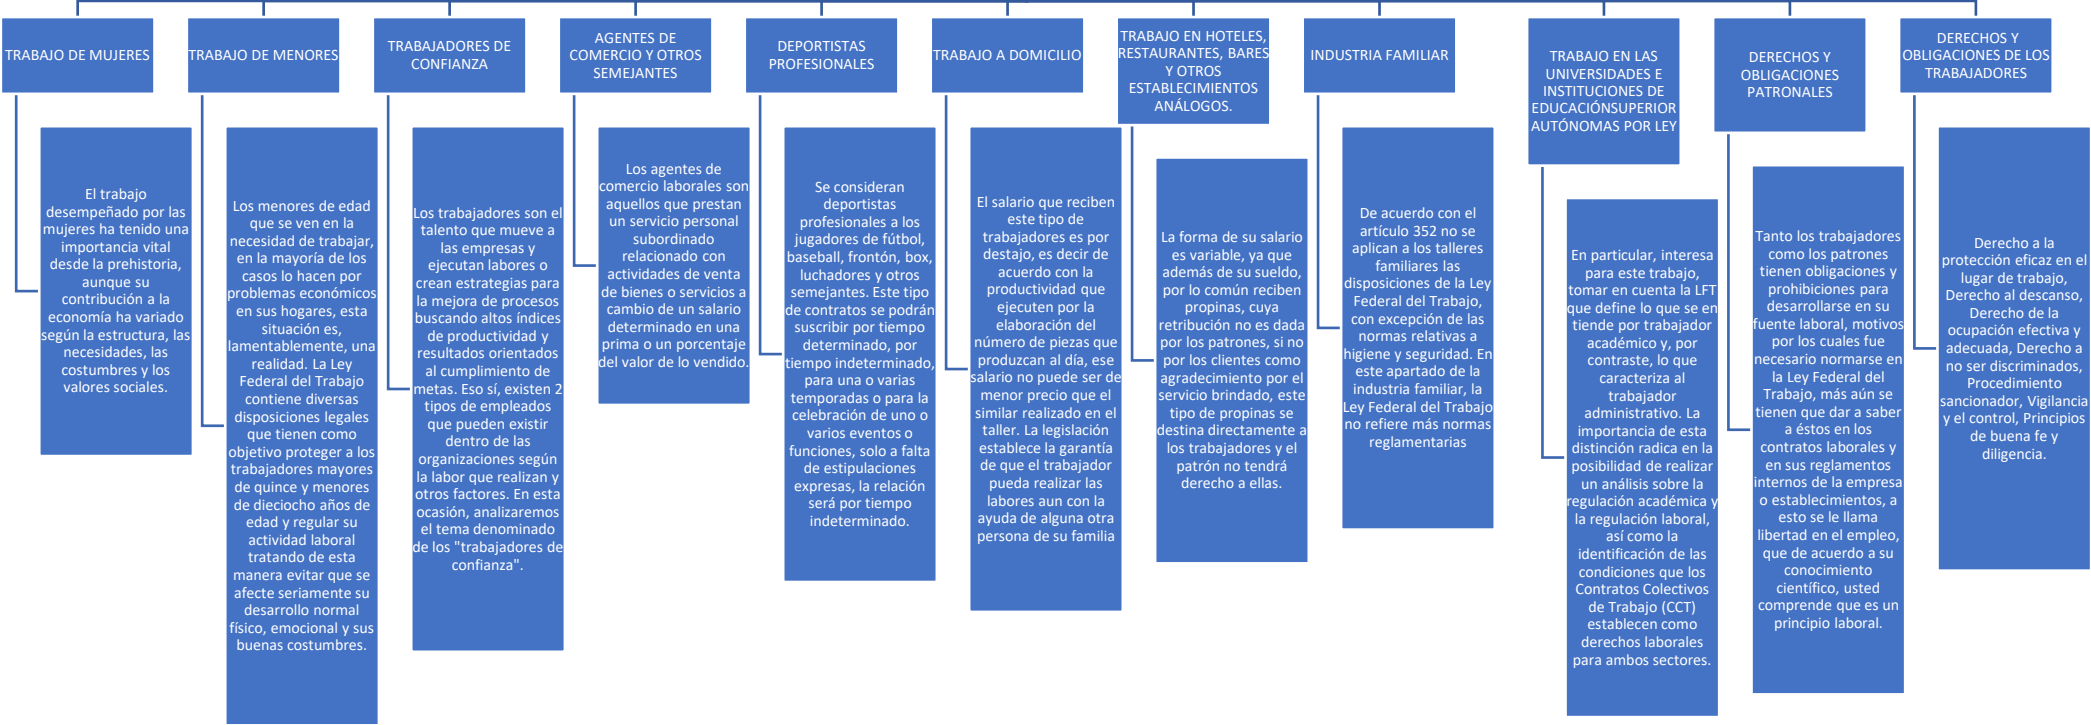 TRABAJO DE MUJERES
El trabajo
desempeñado por las
mujeres ha tenido una
importancia vital
desde la prehistoria,
aunque su
contribución a la
economía ha variado
según la estructura, las
necesidades, las
costumbres y los
valores sociales.
TRABAJO DE MENORES
Los menores de edad
que se ven en la
necesidad de trabajar,
en la mayoría de los
casos lo hacen por
problemas económicos
en sus hogares, esta
situación es,
lamentablemente, una
realidad. La Ley
Federal del Trabajo
contiene diversas
disposiciones legales
que tienen como
objetivo proteger a los
trabajadores mayores
de quince y menores
de dieciocho años de
edad y regular su
actividad laboral
tratando de esta
manera evitar que se
afecte seriamente su
desarrollo normal
físico, emocional y sus
buenas costumbres.
TRABAJADORES DE
CONFIANZA
Los trabajadores son el
talento que mueve a
las empresas y
ejecutan labores o
crean estrategias para
la mejora de procesos
buscando altos índices
de productividad y
resultados orientados
al cumplimiento de
metas. Eso sí, existen 2
tipos de empleados
que pueden existir
dentro de las
organizaciones según
la labor que realizan y
otros factores. En esta
ocasión, analizaremos
el tema denominado
de los "trabajadores de
confianza".
AGENTES DE
COMERCIO Y OTROS
SEMEJANTES
Los agentes de
comercio laborales son
aquellos que prestan
un servicio personal
subordinado
relacionado con
actividades de venta
de bienes o servicios a
cambio de un salario
determinado en una
prima o un porcentaje
del valor de lo vendido.
DEPORTISTAS
PROFESIONALES
Se consideran
deportistas
profesionales a los
jugadores de fútbol,
baseball, frontón, box,
luchadores y otros
semejantes. Este tipo
de contratos se podrán
suscribir por tiempo
determinado, por
tiempo indeterminado,
para una o varias
temporadas o para la
celebración de uno o
varios eventos o
funciones, solo a falta
de estipulaciones
expresas, la relación
será por tiempo
indeterminado.
TRABAJO A DOMICILIO
El salario que reciben
este tipo de
trabajadores es por
destajo, es decir de
acuerdo con la
productividad que
ejecuten por la
elaboración del
número de piezas que
produzcan al día, ese
salario no puede ser de
menor precio que el
similar realizado en el
taller. La legislación
establece la garantía
de que el trabajador
pueda realizar las
labores aun con la
ayuda de alguna otra
persona de su familia
TRABAJO EN HOTELES,
RESTAURANTES, BARES
Y OTROS
ESTABLECIMIENTOS
ANÁLOGOS.
La forma de su salario
es variable, ya que
además de su sueldo,
por lo común reciben
propinas, cuya
retribución no es dada
por los patrones, si no
por los clientes como
agradecimiento por el
servicio brindado, este
tipo de propinas se
destina directamente a
los trabajadores y el
patrón no tendrá
derecho a ellas.
INDUSTRIA FAMILIAR
De acuerdo con el
artículo 352 no se
aplican a los talleres
familiares las
disposiciones de la Ley
Federal del Trabajo,
con excepción de las
normas relativas a
higiene y seguridad. En
este apartado de la
industria familiar, la
Ley Federal del Trabajo
no refiere más normas
reglamentarias
TRABAJO EN LAS
UNIVERSIDADES E
INSTITUCIONES DE
EDUCACIÓNSUPERIOR
AUTÓNOMAS POR LEY
En particular, interesa
para este trabajo,
tomar en cuenta la LFT
que define lo que se en
tiende por trabajador
académico y, por
contraste, lo que
caracteriza al
trabajador
administrativo. La
importancia de esta
distinción radica en la
posibilidad de realizar
un análisis sobre la
regulación académica y
la regulación laboral,
así como la
identificación de las
condiciones que los
Contratos Colectivos
de Trabajo (CCT)
establecen como
derechos laborales
para ambos sectores.
DERECHOS Y
OBLIGACIONES
PATRONALES
Tanto los trabajadores
como los patrones
tienen obligaciones y
prohibiciones para
desarrollarse en su
fuente laboral, motivos
por los cuales fue
necesario normarse en
la Ley Federal del
Trabajo, más aún se
tienen que dar a saber
a éstos en los
contratos laborales y
en sus reglamentos
internos de la empresa
o establecimientos, a
esto se le llama
libertad en el empleo,
que de acuerdo a su
conocimiento
científico, usted
comprende que es un
principio laboral.
DERECHOS Y
OBLIGACIONES DE LOS
TRABAJADORES
Derecho a la
protección eficaz en el
lugar de trabajo,
Derecho al descanso,
Derecho de la
ocupación efectiva y
adecuada, Derecho a
no ser discriminados,
Procedimiento
sancionador, Vigilancia
y el control, Principios
de buena fe y
diligencia.